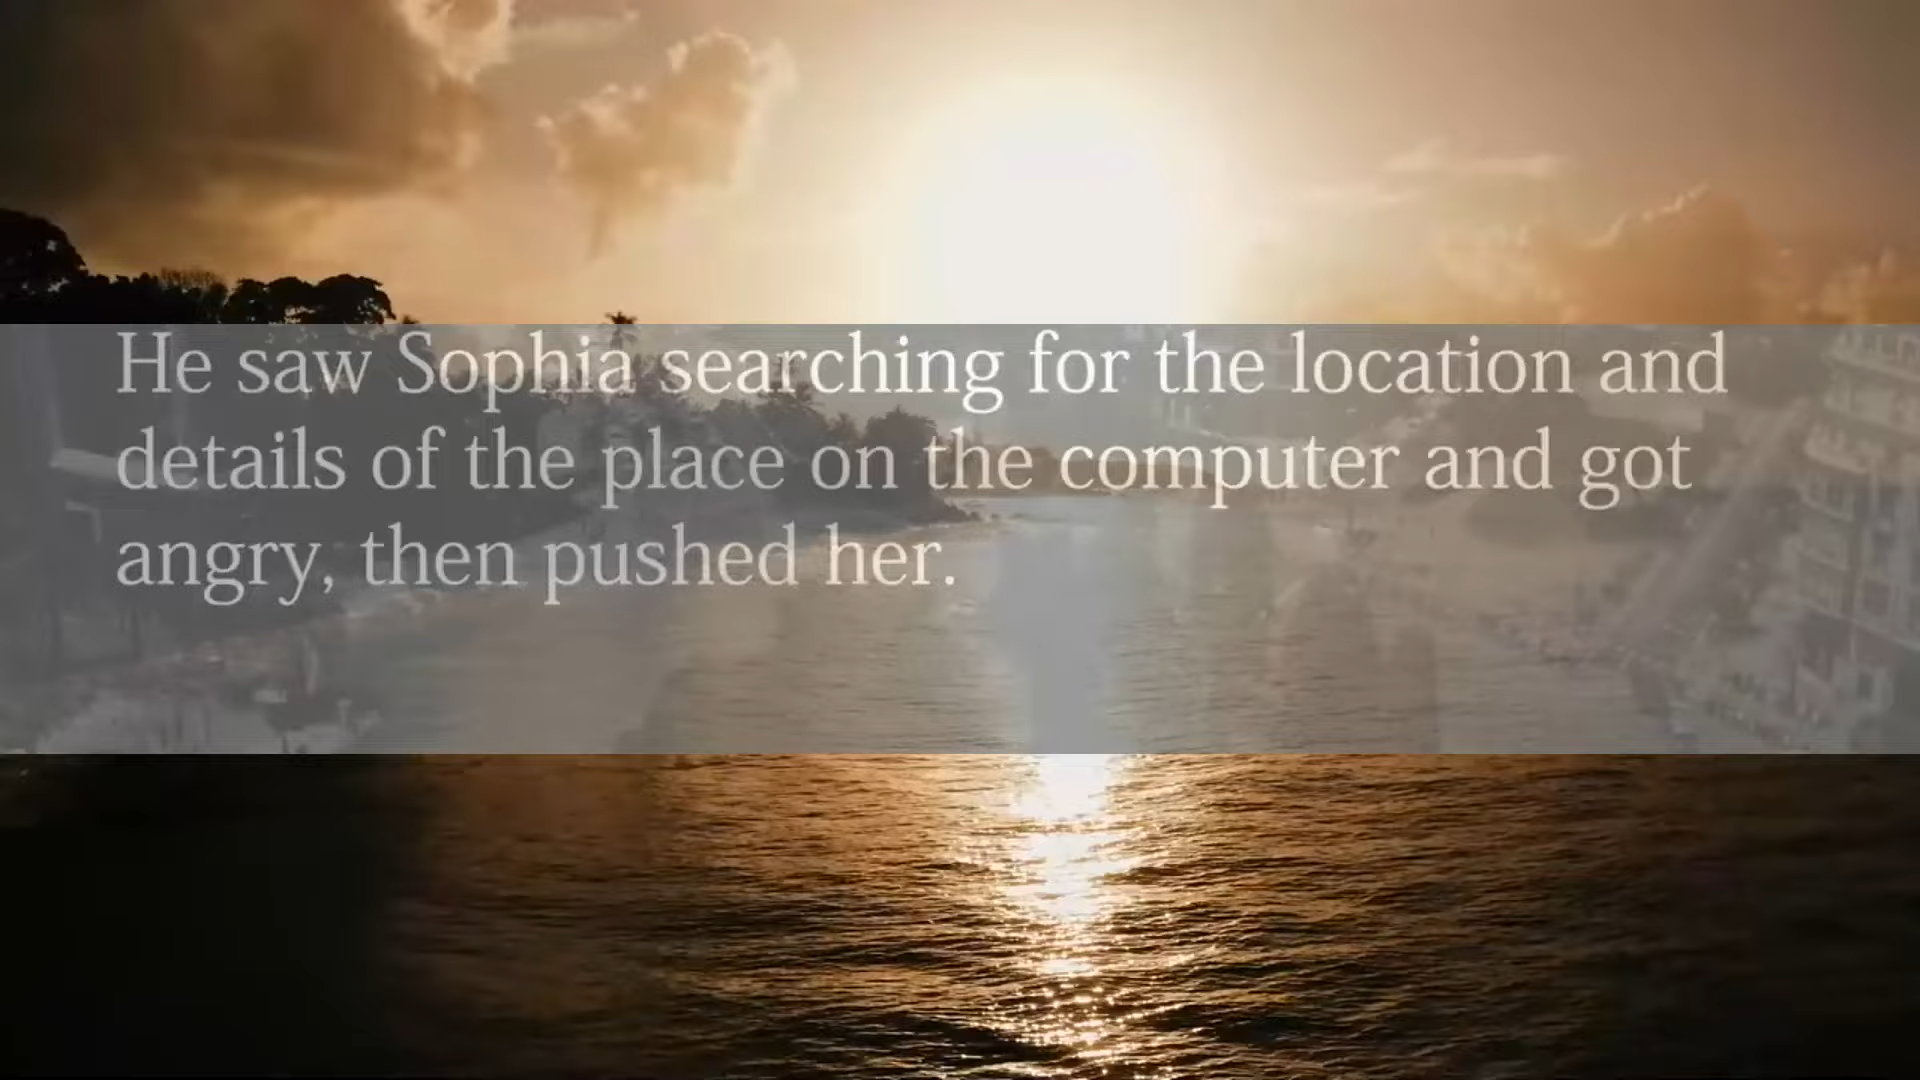 He saw Sophia searching for the location and
details of the place on the computer and got
angry, then pushed her.